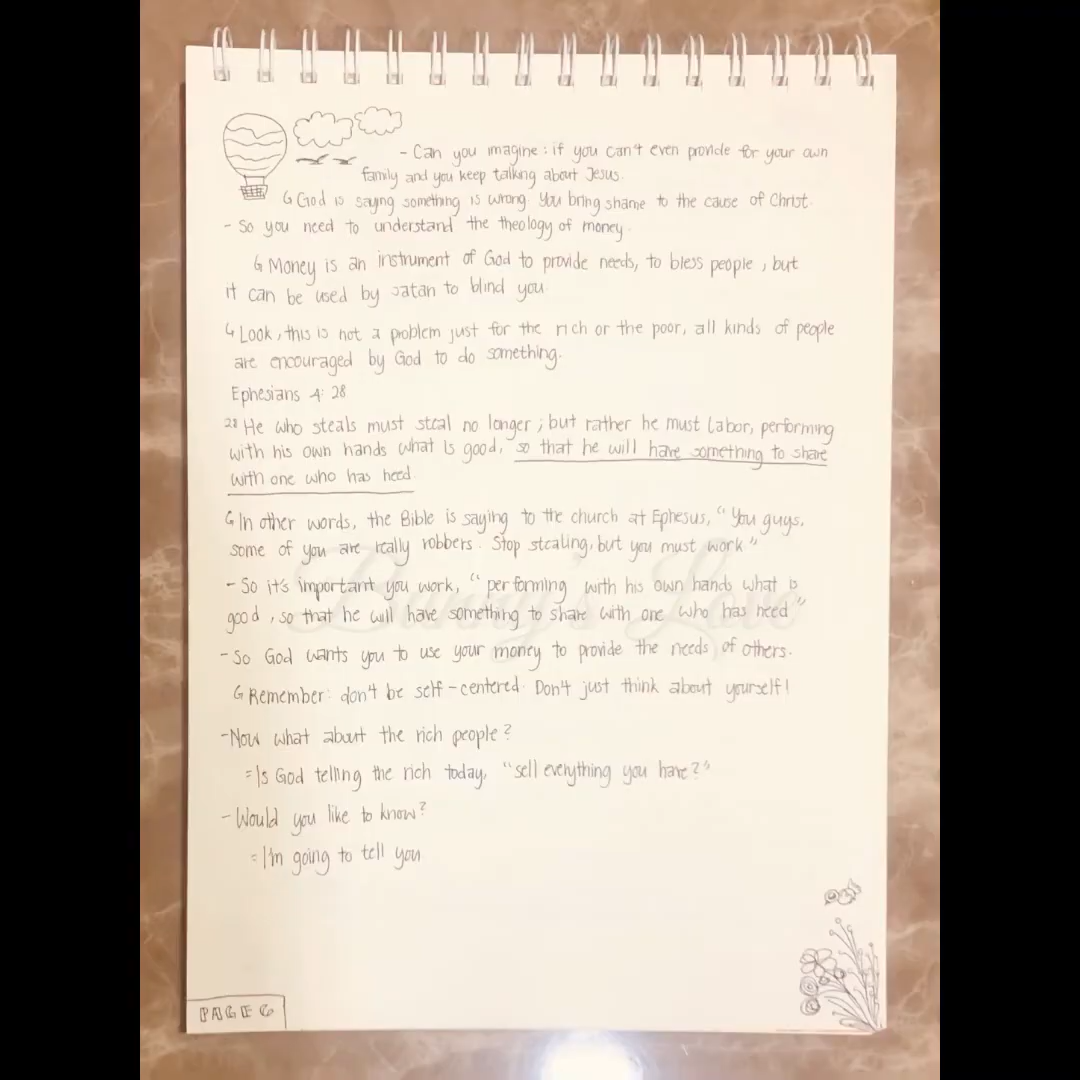 - Can you imagine : if you can't even provide for your own
family and you keep talking about Jesus.
↳ God is saying something is wrong. You bring shame to the cause of Christ.
- So you need to understand the theology of money.
↳ Money is an instrument of God to provide needs, to bless people, but
it can be used by satan to blind you.
↳ Look, this is not a problem just for the rich or the poor, all kinds of people
are encouraged by God to do something.
Ephesians 4: 28
28 He who steals must steal no longer ; but rather he must labor, performing
with his own hands what is good, so that he will have something to share
with one who has need.
↳ In other words, the Bible is saying to the church at Ephesus, "You guys,
some of you are really robbers. Stop stealing, but you must work"
- So it's important you work, "performing with his own hands what is
good, so that he will have something to share with one who has need"
- So God wants you to use your money to provide the needs of others.
↳ Remember: don't be self-centered. Don't just think about yourself!
- Now what about the rich people?
= Is God telling the rich today, "sell everything you have?"
- Would you like to know?
= I'm going to tell you
Bunny's Love
PAGE 6